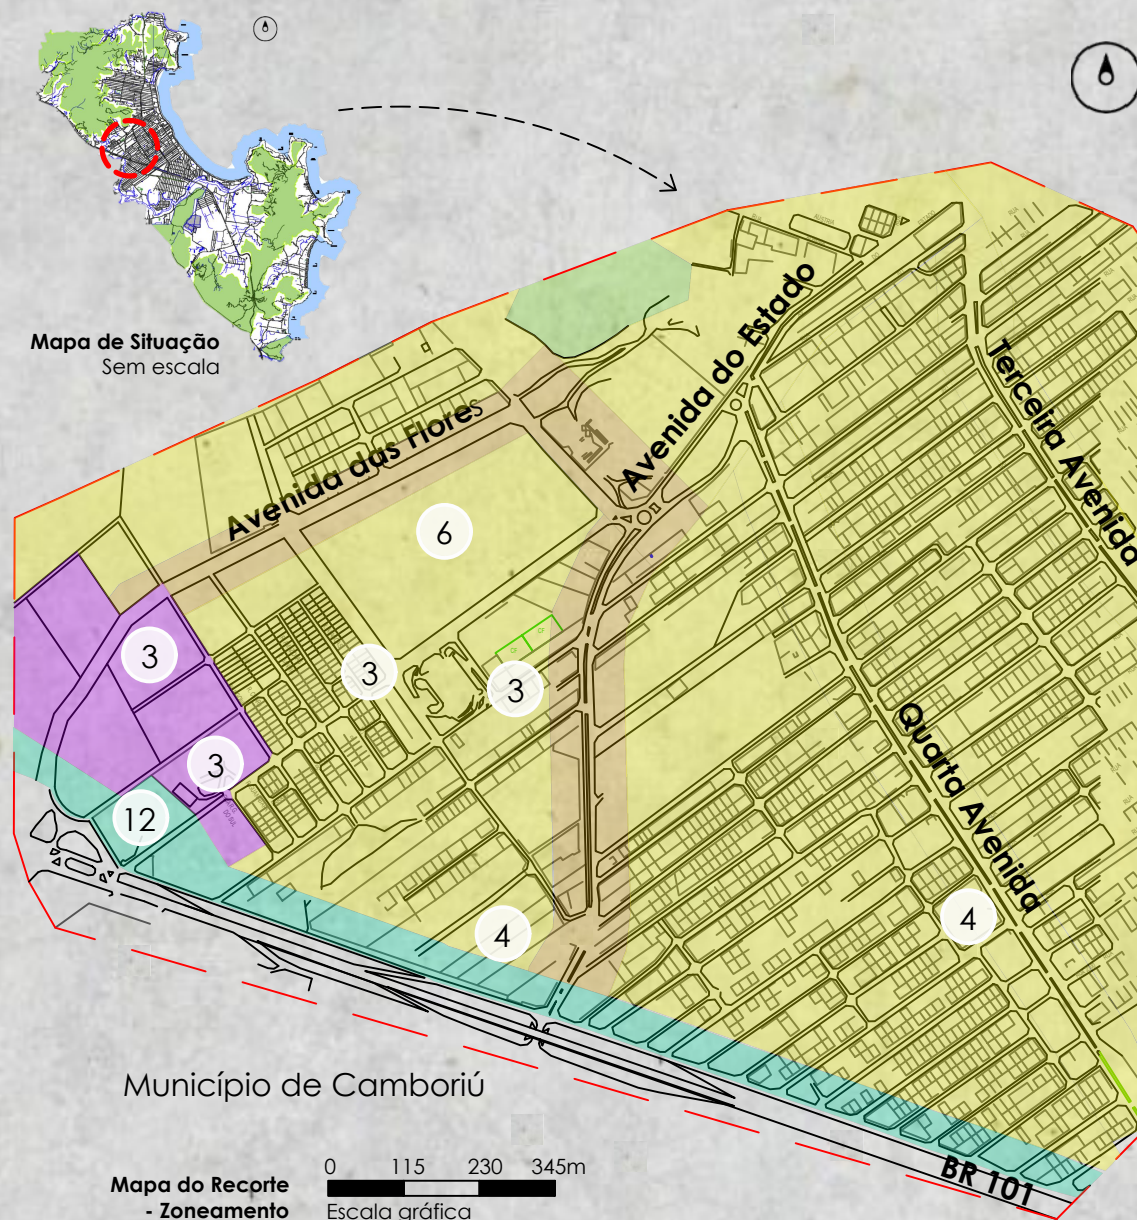 Mapa de Situação
Sem escala
Avenida das Flores
Avenida do Estado
Terceira Avenida
Quarta Avenida
6
3
3
3
3
12
4
4
BR 101
Município de Camboriú
0 115 230 345m
Mapa do Recorte
- Zoneamento
Escala gráfica